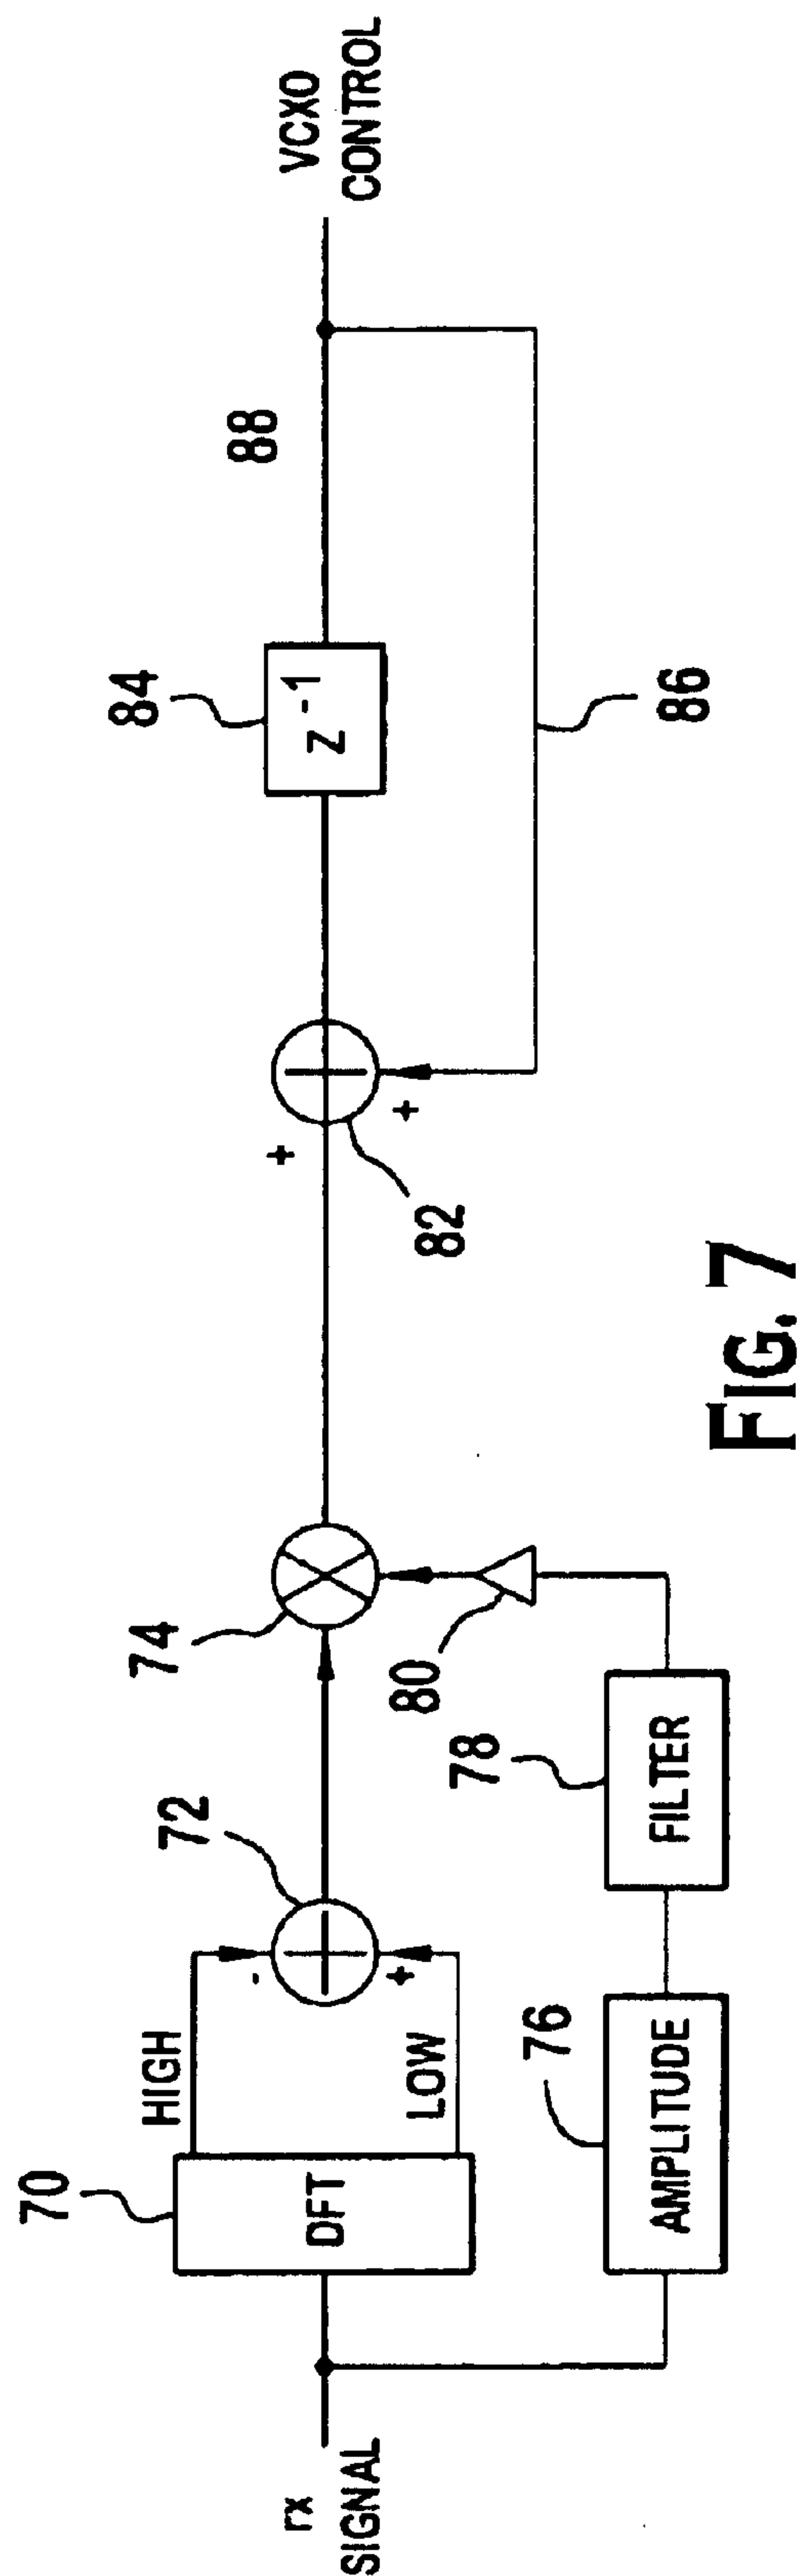 rx
SIGNAL
70
DFT
HIGH
LOW
72
-
+
74
76
AMPLITUDE
78
FILTER
80
+
+
82
84
z -1
86
88
VCXO
CONTROL
FIG. 7